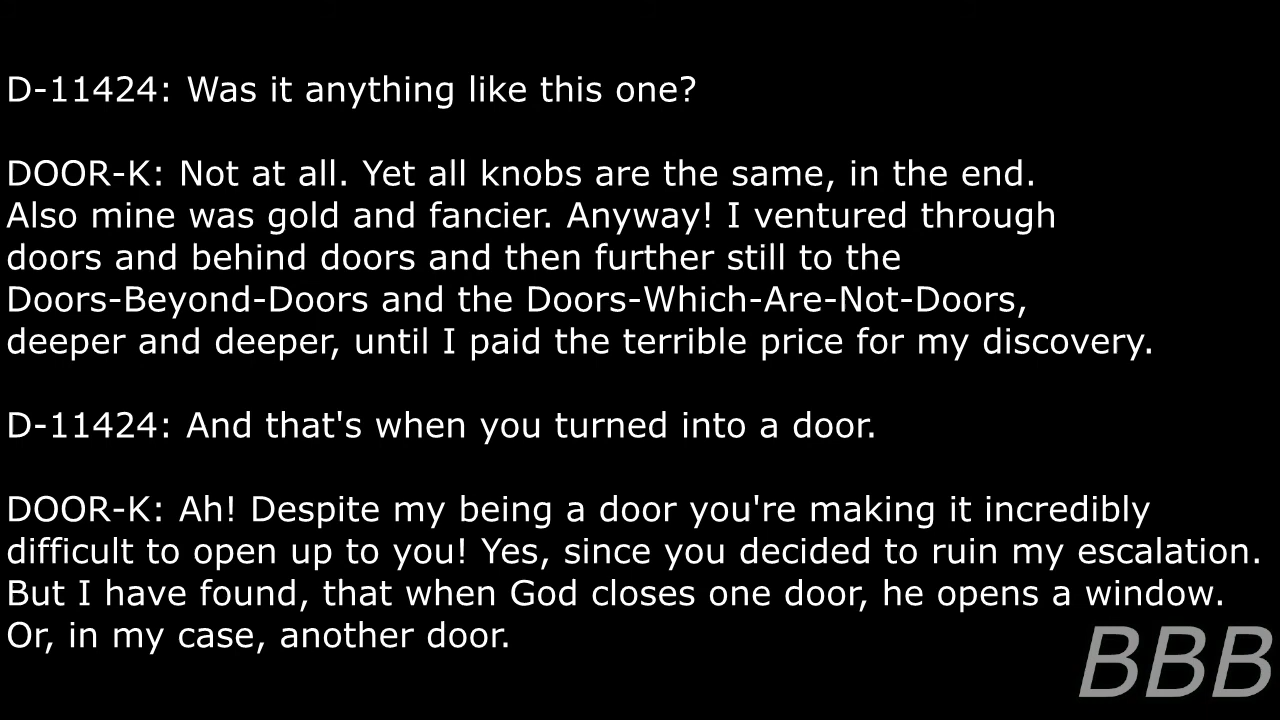 D-11424: Was it anything like this one?
DOOR-K: Not at all. Yet all knobs are the same, in the end.
Also mine was gold and fancier. Anyway! I ventured through
doors and behind doors and then further still to the
Doors-Beyond-Doors and the Doors-Which-Are-Not-Doors,
deeper and deeper, until I paid the terrible price for my discovery.
D-11424: And that's when you turned into a door.
DOOR-K: Ah! Despite my being a door you're making it incredibly
difficult to open up to you! Yes, since you decided to ruin my escalation.
But I have found, that when God closes one door, he opens a window.
Or, in my case, another door.
BBB